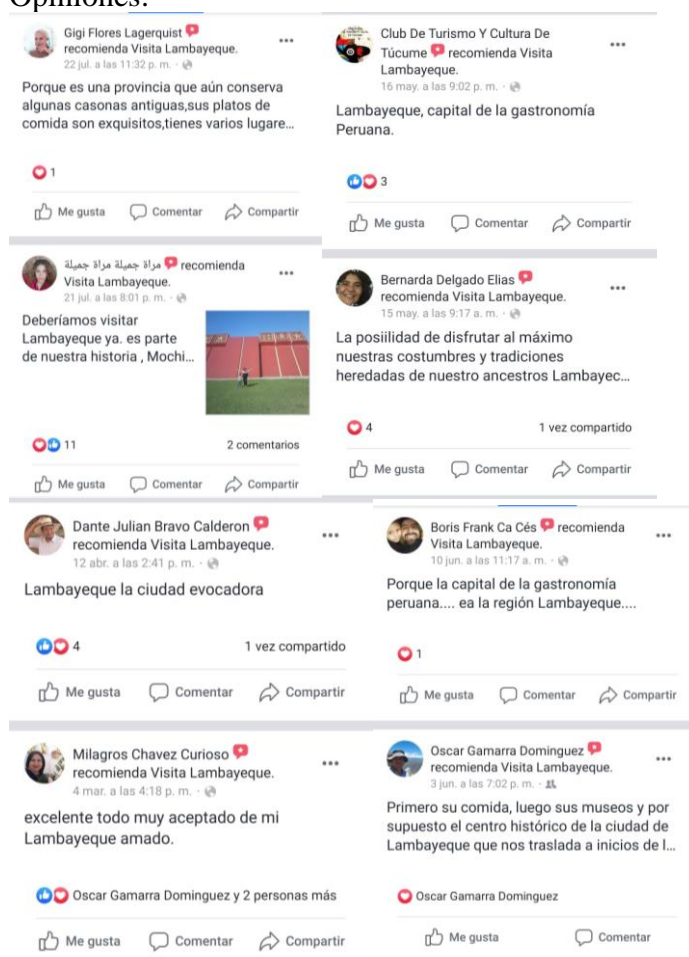 Opiniones:
Gigi Flores Lagerquist
recomienda Visita Lambayeque.
22 jul. a las 11:32 p. m. ·
Porque es una provincia que aún conserva
algunas casonas antiguas,sus platos de
comida son exquisitos,tienes varios lugare...
1
Me gusta Comentar Compartir
Club De Turismo Y Cultura De
Túcume recomienda Visita
Lambayeque.
16 may. a las 9:02 p. m. ·
Lambayeque, capital de la gastronomía
Peruana.
3
Me gusta Comentar Compartir
مراة جميلة مراة جميلة recomienda
Visita Lambayeque.
21 jul. a las 8:01 p. m. ·
Deberíamos visitar
Lambayeque ya. es parte
de nuestra historia , Mochi...
11 2 comentarios
Me gusta Comentar Compartir
Bernarda Delgado Elias
recomienda Visita Lambayeque.
15 may. a las 9:17 a. m. ·
La posiilidad de disfrutar al máximo
nuestras costumbres y tradiciones
heredadas de nuestro ancestros Lambayec...
4 1 vez compartido
Me gusta Comentar Compartir
Dante Julian Bravo Calderon
recomienda Visita Lambayeque.
12 abr. a las 2:41 p. m. ·
Lambayeque la ciudad evocadora
4 1 vez compartido
Me gusta Comentar Compartir
Boris Frank Ca Cés recomienda
Visita Lambayeque.
10 jun. a las 11:17 a. m. ·
Porque la capital de la gastronomía
peruana.... ea la región Lambayeque....
1
Me gusta Comentar Compartir
Milagros Chavez Curioso
recomienda Visita Lambayeque.
4 mar. a las 4:18 p. m. ·
excelente todo muy aceptado de mi
Lambayeque amado.
Oscar Gamarra Dominguez y 2 personas más
Me gusta Comentar Compartir
Oscar Gamarra Dominguez
recomienda Visita Lambayeque.
3 jun. a las 7:02 p. m. ·
Primero su comida, luego sus museos y por
supuesto el centro histórico de la ciudad de
Lambayeque que nos traslada a inicios de l...
Oscar Gamarra Dominguez
Me gusta Comentar